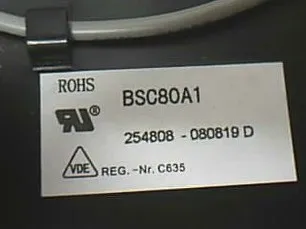 ROHS
BSC80A1
254808 - 080819 D
VDE REG. -Nr. C635